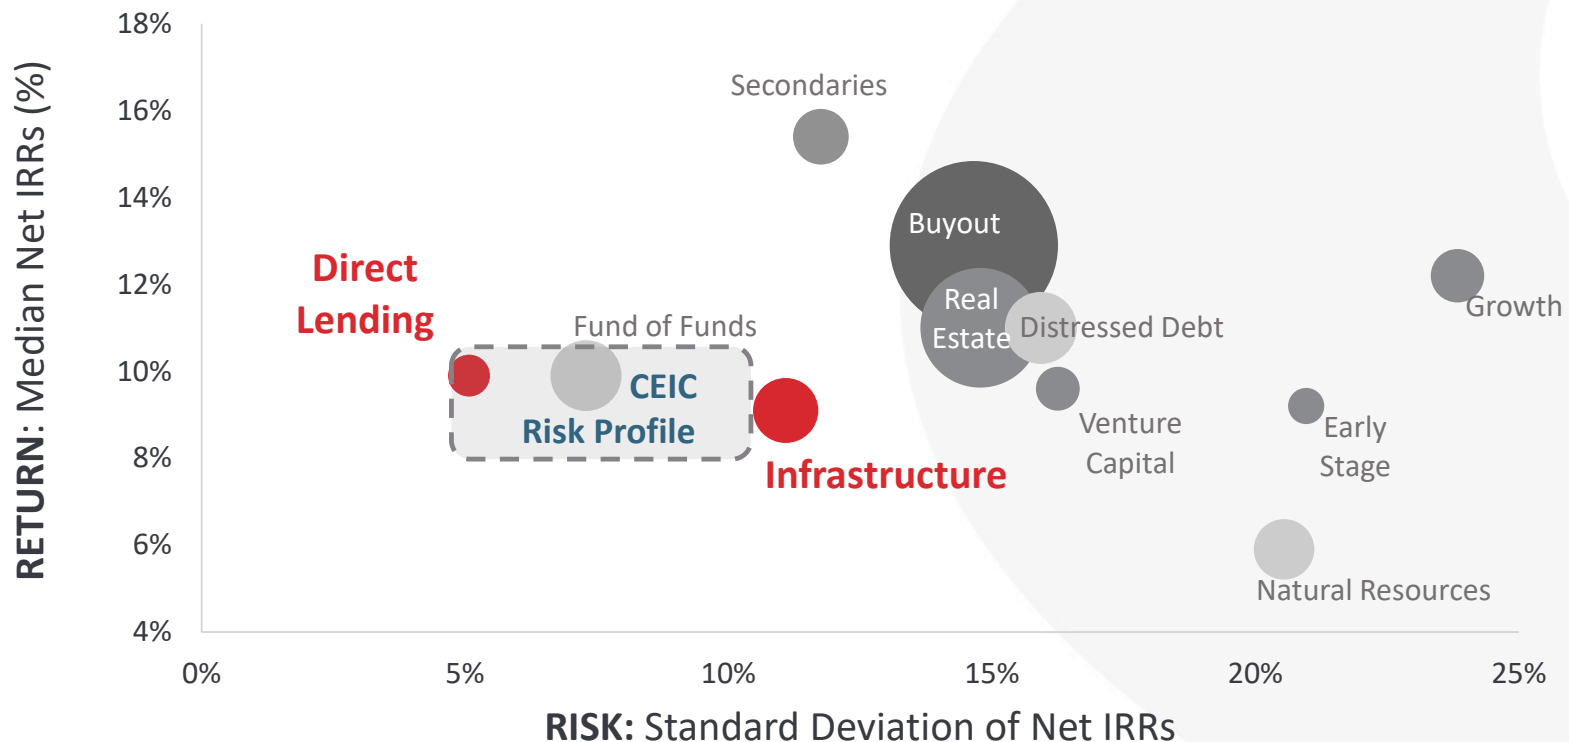 18%
16%
14%
12%
10%
8%
6%
4%
RETURN: Median Net IRRs (%)
Secondaries
Buyout
Direct
Lending
Real
Estate
Growth
Fund of Funds
Distressed Debt
CEIC
Risk Profile
Venture
Capital
Early
Stage
Infrastructure
Natural Resources
0%
5%
10%
15%
20%
25%
RISK: Standard Deviation of Net IRRs